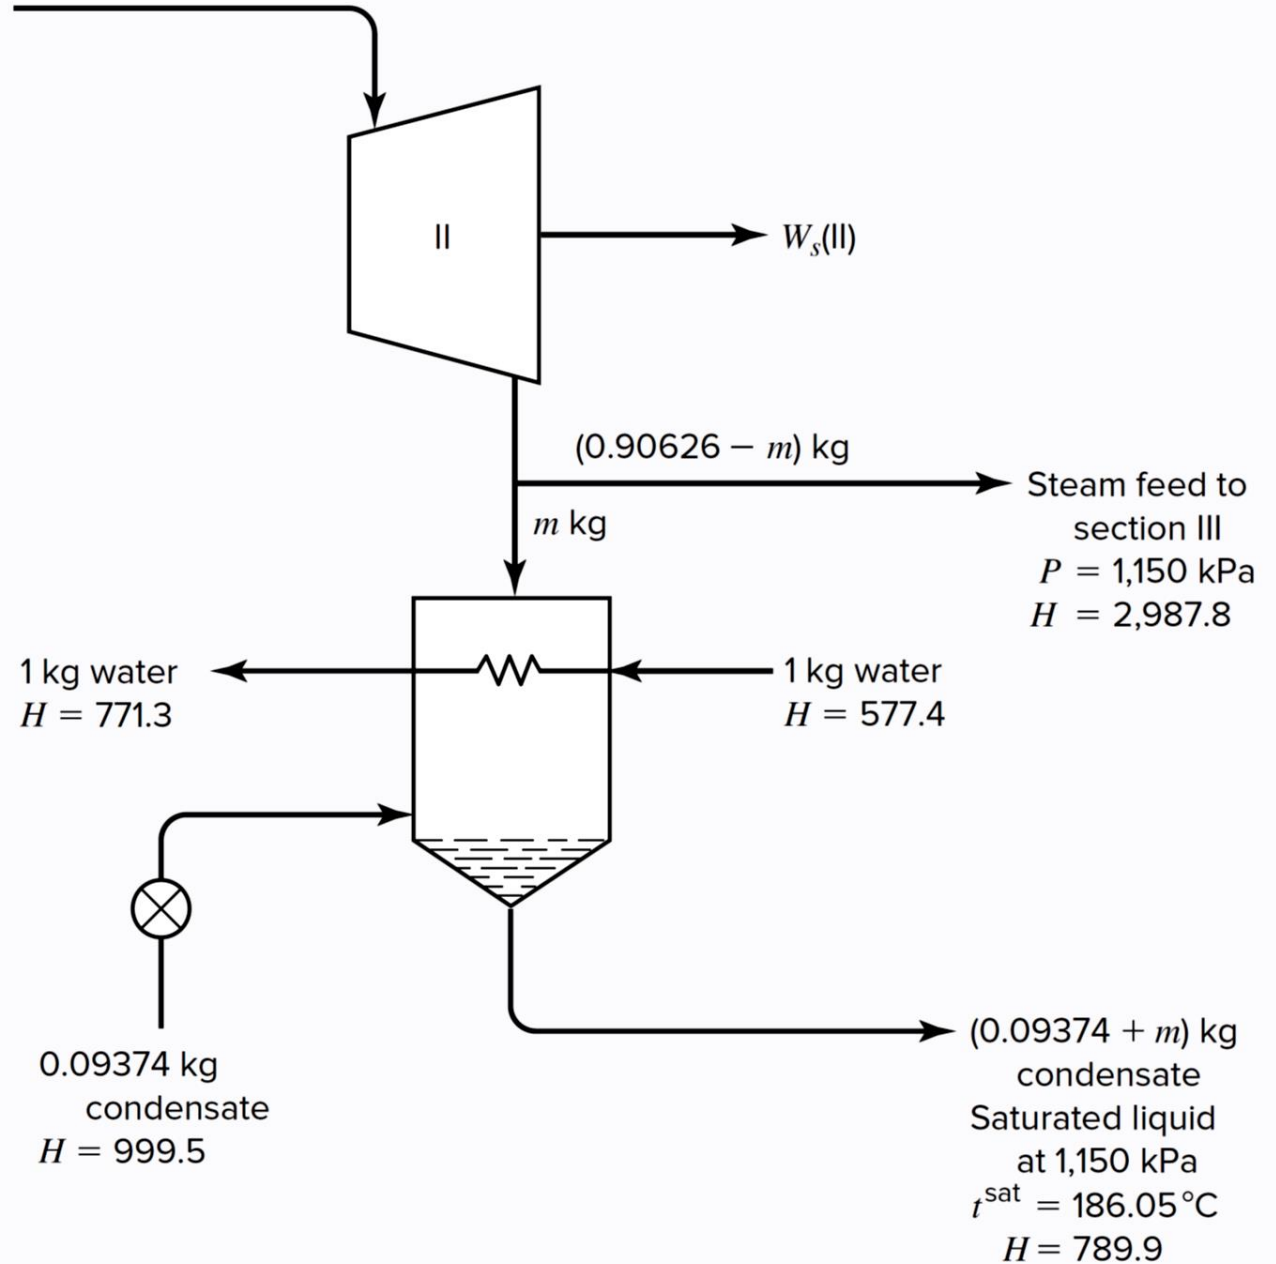 II
Wₛ(II)
(0.90626 − m) kg
Steam feed to
section III
P = 1,150 kPa
H = 2,987.8
m kg
1 kg water
H = 771.3
1 kg water
H = 577.4
0.09374 kg
condensate
H = 999.5
(0.09374 + m) kg
condensate
Saturated liquid
at 1,150 kPa
t^sat = 186.05°C
H = 789.9